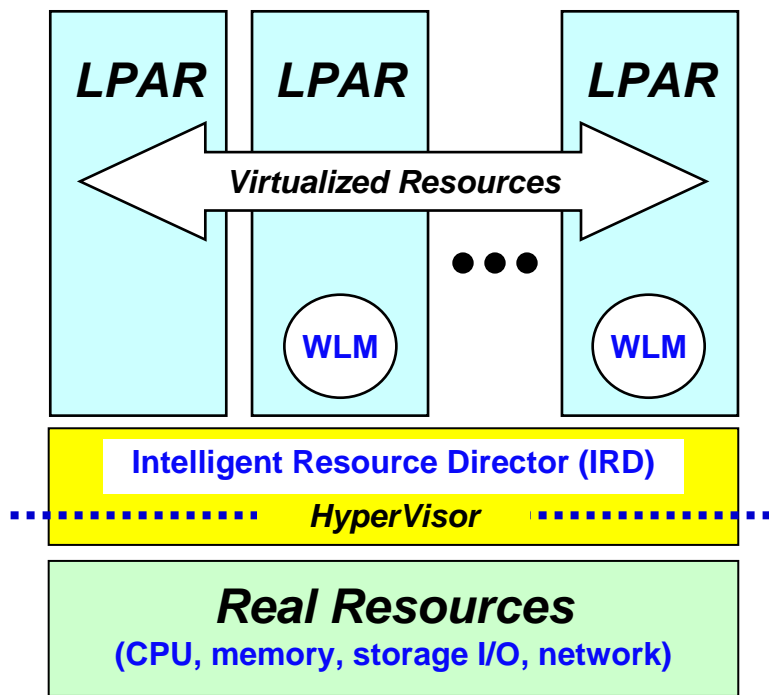 LPAR LPAR LPAR
Virtualized Resources
WLM WLM
Intelligent Resource Director (IRD)
HyperVisor
Real Resources
(CPU, memory, storage I/O, network)